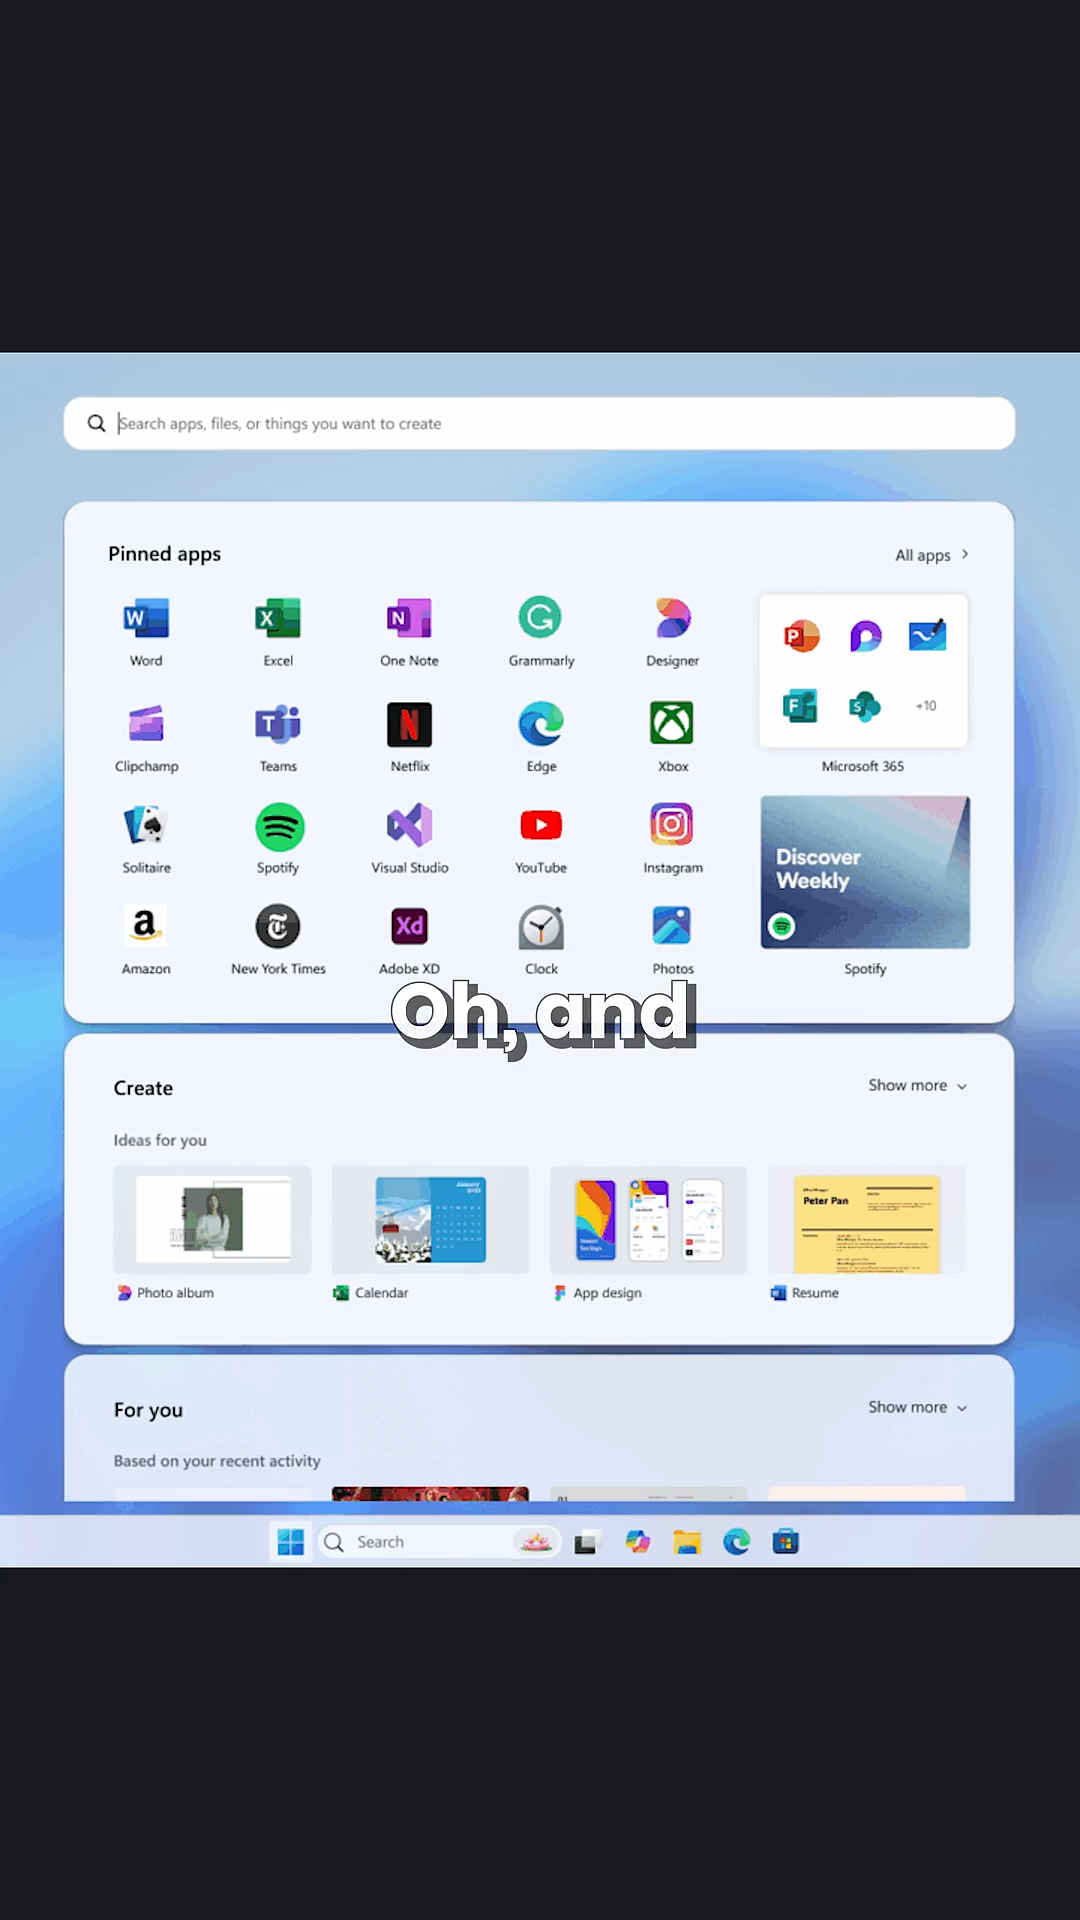 Search apps, files, or things you want to create
Pinned apps
All apps
Word
Excel
One Note
Grammarly
Designer
Clipchamp
Teams
Netflix
Edge
Xbox
+10
Microsoft 365
Solitaire
Spotify
Visual Studio
YouTube
Instagram
Discover
Weekly
Amazon
New York Times
Adobe XD
Clock
Photos
Spotify
Oh, and
Create
Show more
Ideas for you
January
Peter Pan
Photo album
Calendar
App design
Resume
For you
Show more
Based on your recent activity
Search